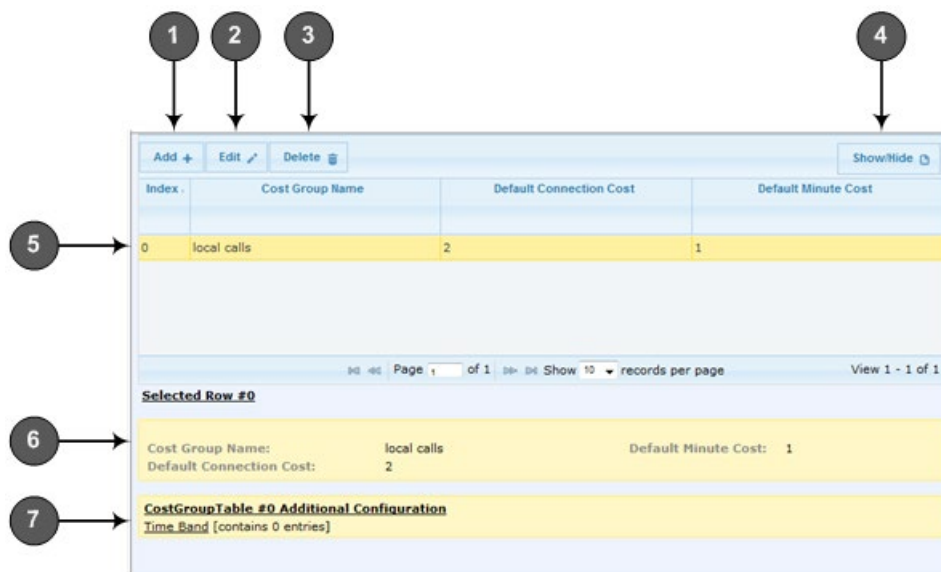 1 2 3 4
Add + Edit Delete Show/Hide
Index Cost Group Name Default Connection Cost Default Minute Cost
5
0 local calls 2 1
Page 1 of 1 Show 10 records per page View 1 - 1 of 1
Selected Row #0
6
Cost Group Name: local calls Default Minute Cost: 1
Default Connection Cost: 2
7
CostGroupTable #0 Additional Configuration
Time Band [contains 0 entries]